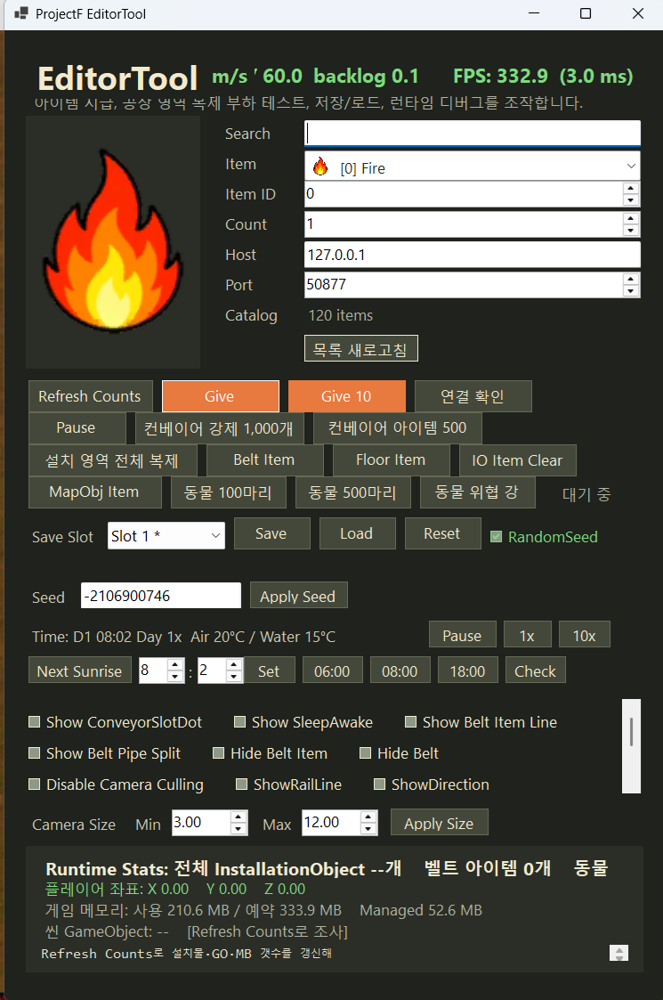 ProjectF EditorTool
EditorTool m/s / 60.0 backlog 0.1 FPS: 332.9 (3.0 ms)
아이템 지급, 공장 영역 복제 부하 테스트, 저장/로드, 런타임 디버그를 조작합니다.
Search
Item [0] Fire
Item ID 0
Count 1
Host 127.0.0.1
Port 50877
Catalog 120 items
목록 새로고침
Refresh Counts Give Give 10 연결 확인
Pause 컨베이어 강제 1,000개 컨베이어 아이템 500
설치 영역 전체 복제 Belt Item Floor Item IO Item Clear
MapObj Item 동물 100마리 동물 500마리 동물 위협 강 대기 중
Save Slot Slot 1 * Save Load Reset RandomSeed
Seed -2106900746 Apply Seed
Time: D1 08:02 Day 1x Air 20°C / Water 15°C Pause 1x 10x
Next Sunrise 8 : 2 Set 06:00 08:00 18:00 Check
Show ConveyorSlotDot Show SleepAwake Show Belt Item Line
Show Belt Pipe Split Hide Belt Item Hide Belt
Disable Camera Culling ShowRailLine ShowDirection
Camera Size Min 3.00 Max 12.00 Apply Size
Runtime Stats: 전체 InstallationObject --개 벨트 아이템 0개 동물
플레이어 좌표: X 0.00 Y 0.00 Z 0.00
게임 메모리: 사용 210.6 MB / 예약 333.9 MB Managed 52.6 MB
씬 GameObject: -- [Refresh Counts로 조사]
Refresh Counts로 설치물·GO·MB 갯수를 갱신해